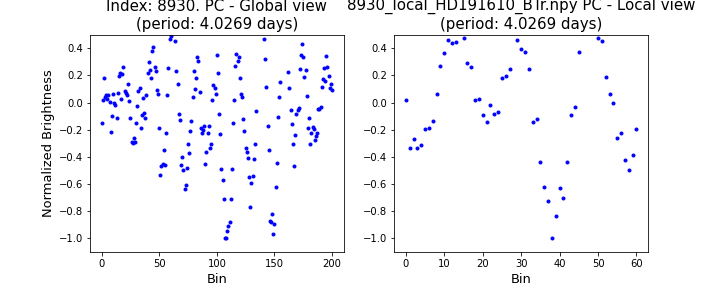 Index: 8930. PC - Global view
(period: 4.0269 days)
8930_local_HD191610_BTr.npy PC - Local view
(period: 4.0269 days)
Normalized Brightness
0.4
0.2
0.0
−0.2
−0.4
−0.6
−0.8
−1.0
0 50 100 150 200
Bin
0.4
0.2
0.0
−0.2
−0.4
−0.6
−0.8
−1.0
0 10 20 30 40 50 60
Bin